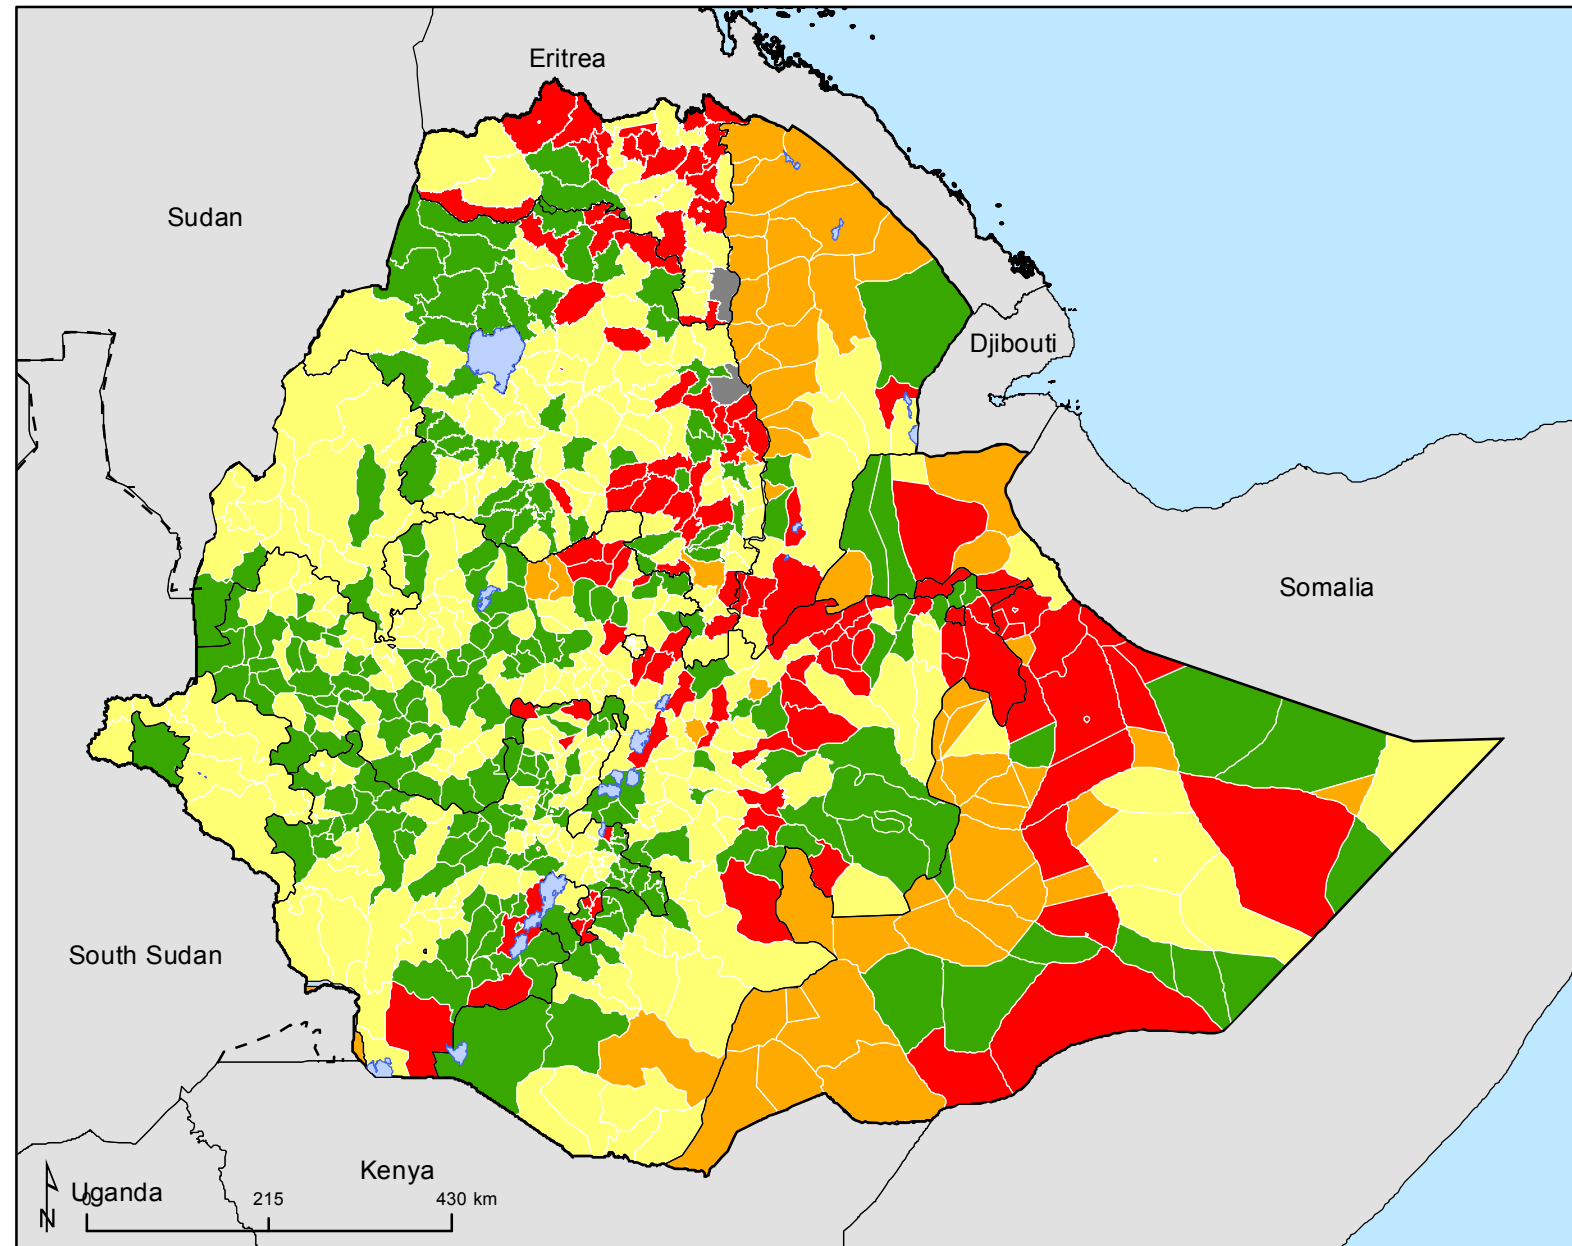 Eritrea
Sudan
Djibouti
Somalia
South Sudan
Kenya
Uganda
0 215 430 km
N